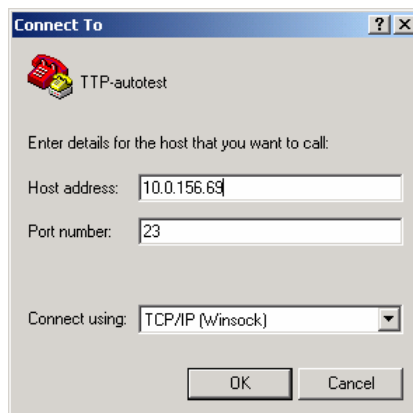 Connect To
TTP-autotest
Enter details for the host that you want to call:
Host address: 10.0.156.69
Port number: 23
Connect using: TCP/IP (Winsock)
OK Cancel